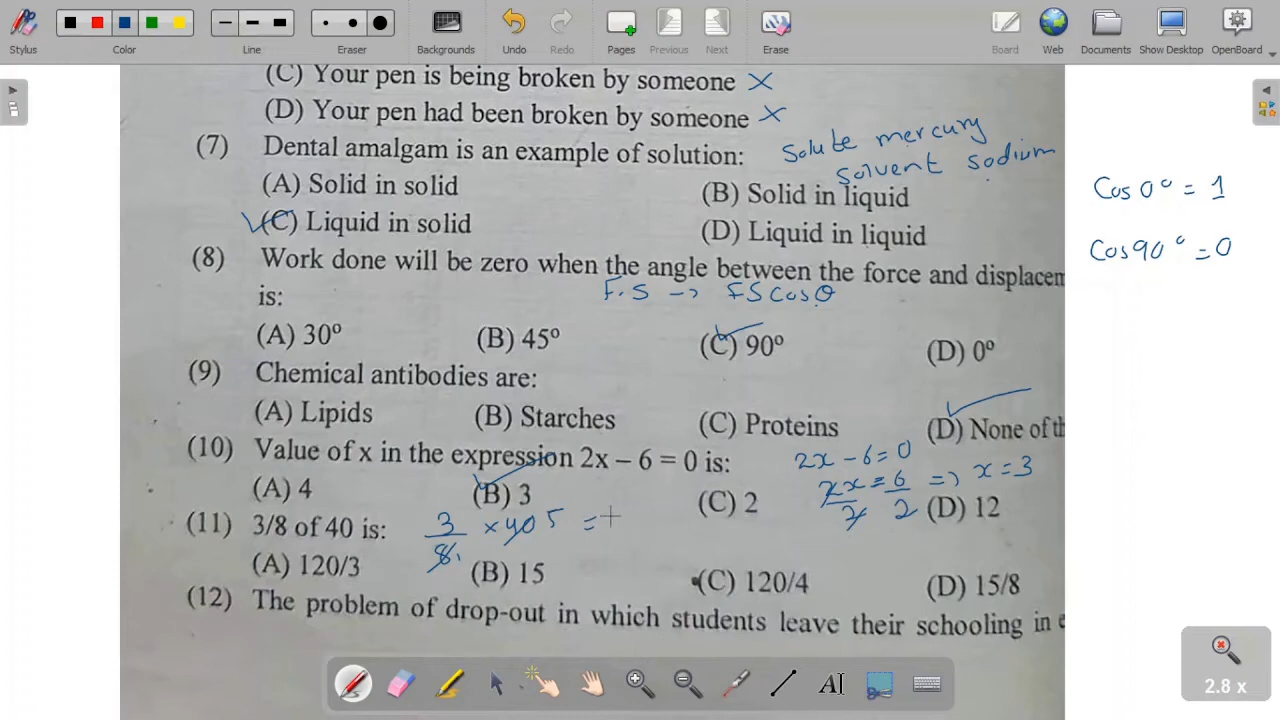 Stylus
Color
Line
Eraser
Backgrounds
Undo
Redo
Pages
Previous
Next
Erase
Board
Web
Documents
Show Desktop
OpenBoard
(C) Your pen is being broken by someone ×
(D) Your pen had been broken by someone ×
(7) Dental amalgam is an example of solution:
Solute mercury
solvent sodium
(A) Solid in solid
(B) Solid in liquid
(C) Liquid in solid
(D) Liquid in liquid
Cos 0° = 1
Cos 90° = 0
(8) Work done will be zero when the angle between the force and displacem
is:
F.S → FS Cos θ
(A) 30º
(B) 45º
(C) 90º
(D) 0º
(9) Chemical antibodies are:
(A) Lipids
(B) Starches
(C) Proteins
(D) None of th
(10) Value of x in the expression 2x – 6 = 0 is:
2x – 6 = 0
2x/2 = 6/2 => x = 3
(A) 4
(B) 3
(C) 2
(D) 12
(11) 3/8 of 40 is:
3/8 × 40 5 =
1
(A) 120/3
(B) 15
(C) 120/4
(D) 15/8
(12) The problem of drop-out in which students leave their schooling in e
2.8 x